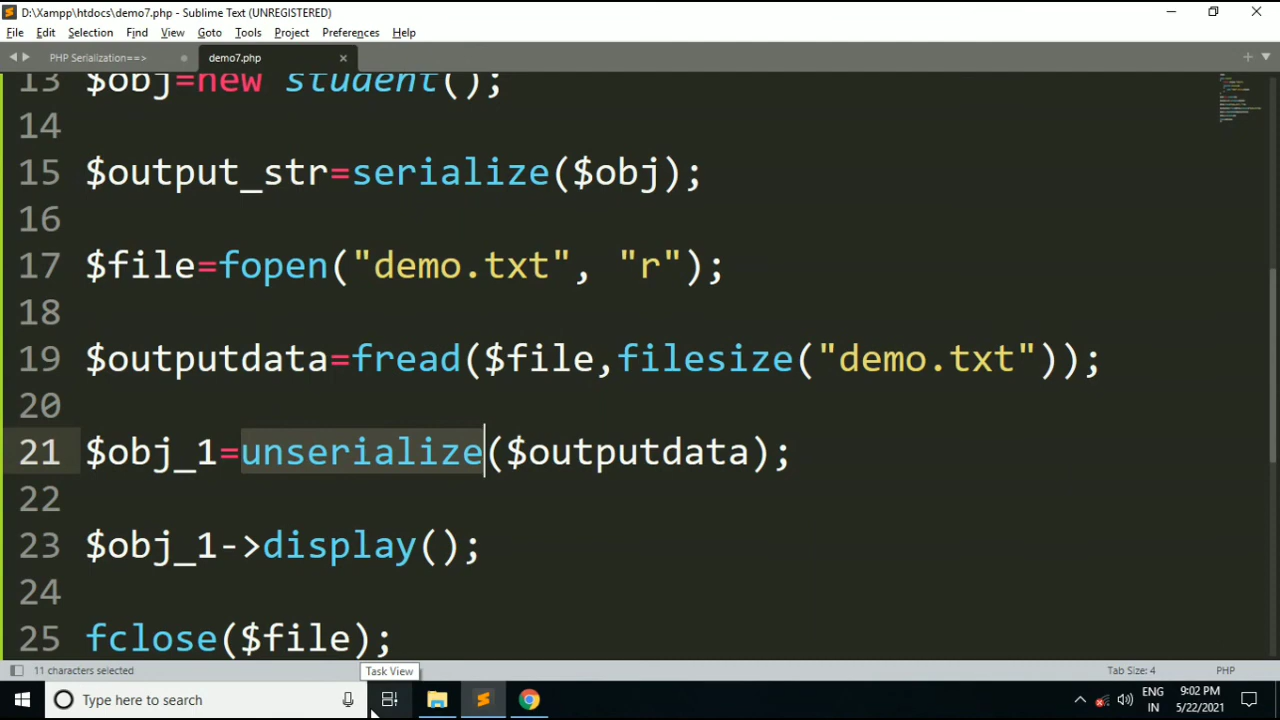 D:\Xampp\htdocs\demo7.php - Sublime Text (UNREGISTERED)
File Edit Selection Find View Goto Tools Project Preferences Help
PHP Serialization==> demo7.php
13 $obj=new student();
14
15 $output_str=serialize($obj);
16
17 $file=fopen("demo.txt", "r");
18
19 $outputdata=fread($file,filesize("demo.txt"));
20
21 $obj_1=unserialize($outputdata);
22
23 $obj_1->display();
24
25 fclose($file);
11 characters selected Task View Tab Size: 4 PHP
Type here to search ENG IN 9:02 PM 5/22/2021